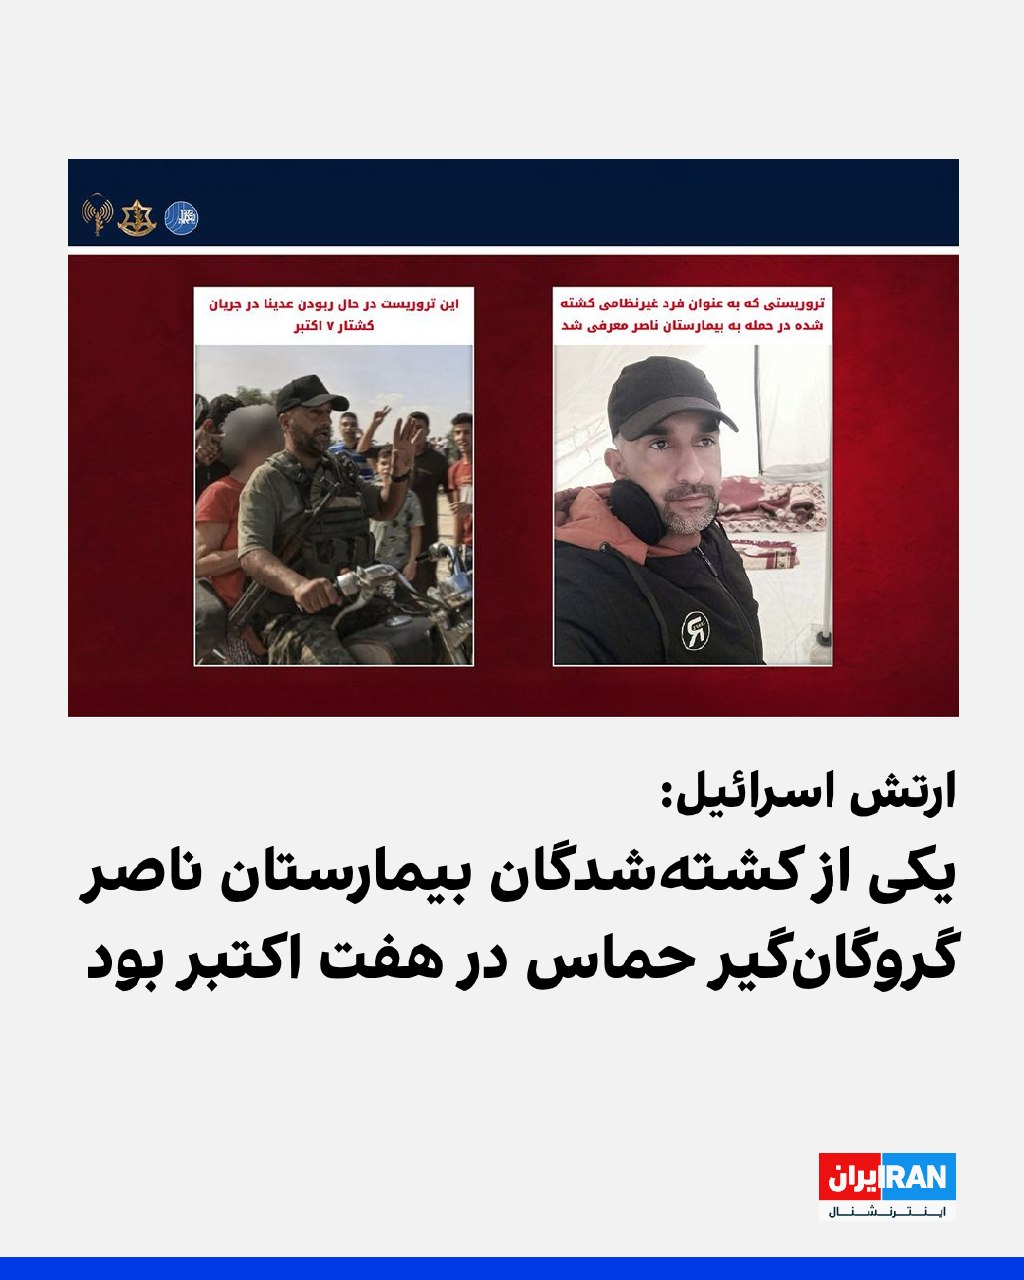 تروریستی که به عنوان فرد غیرنظامی کشته
شده در حمله به بیمارستان ناصر معرفی شد
این تروریست در حال ربودن عدینا در جریان
کشتار ۷ اکتبر
ارتش اسرائیل:
یکی از کشته‌شدگان بیمارستان ناصر
گروگان‌گیر حماس در هفت اکتبر بود
ایران IRAN
اینترنشنال